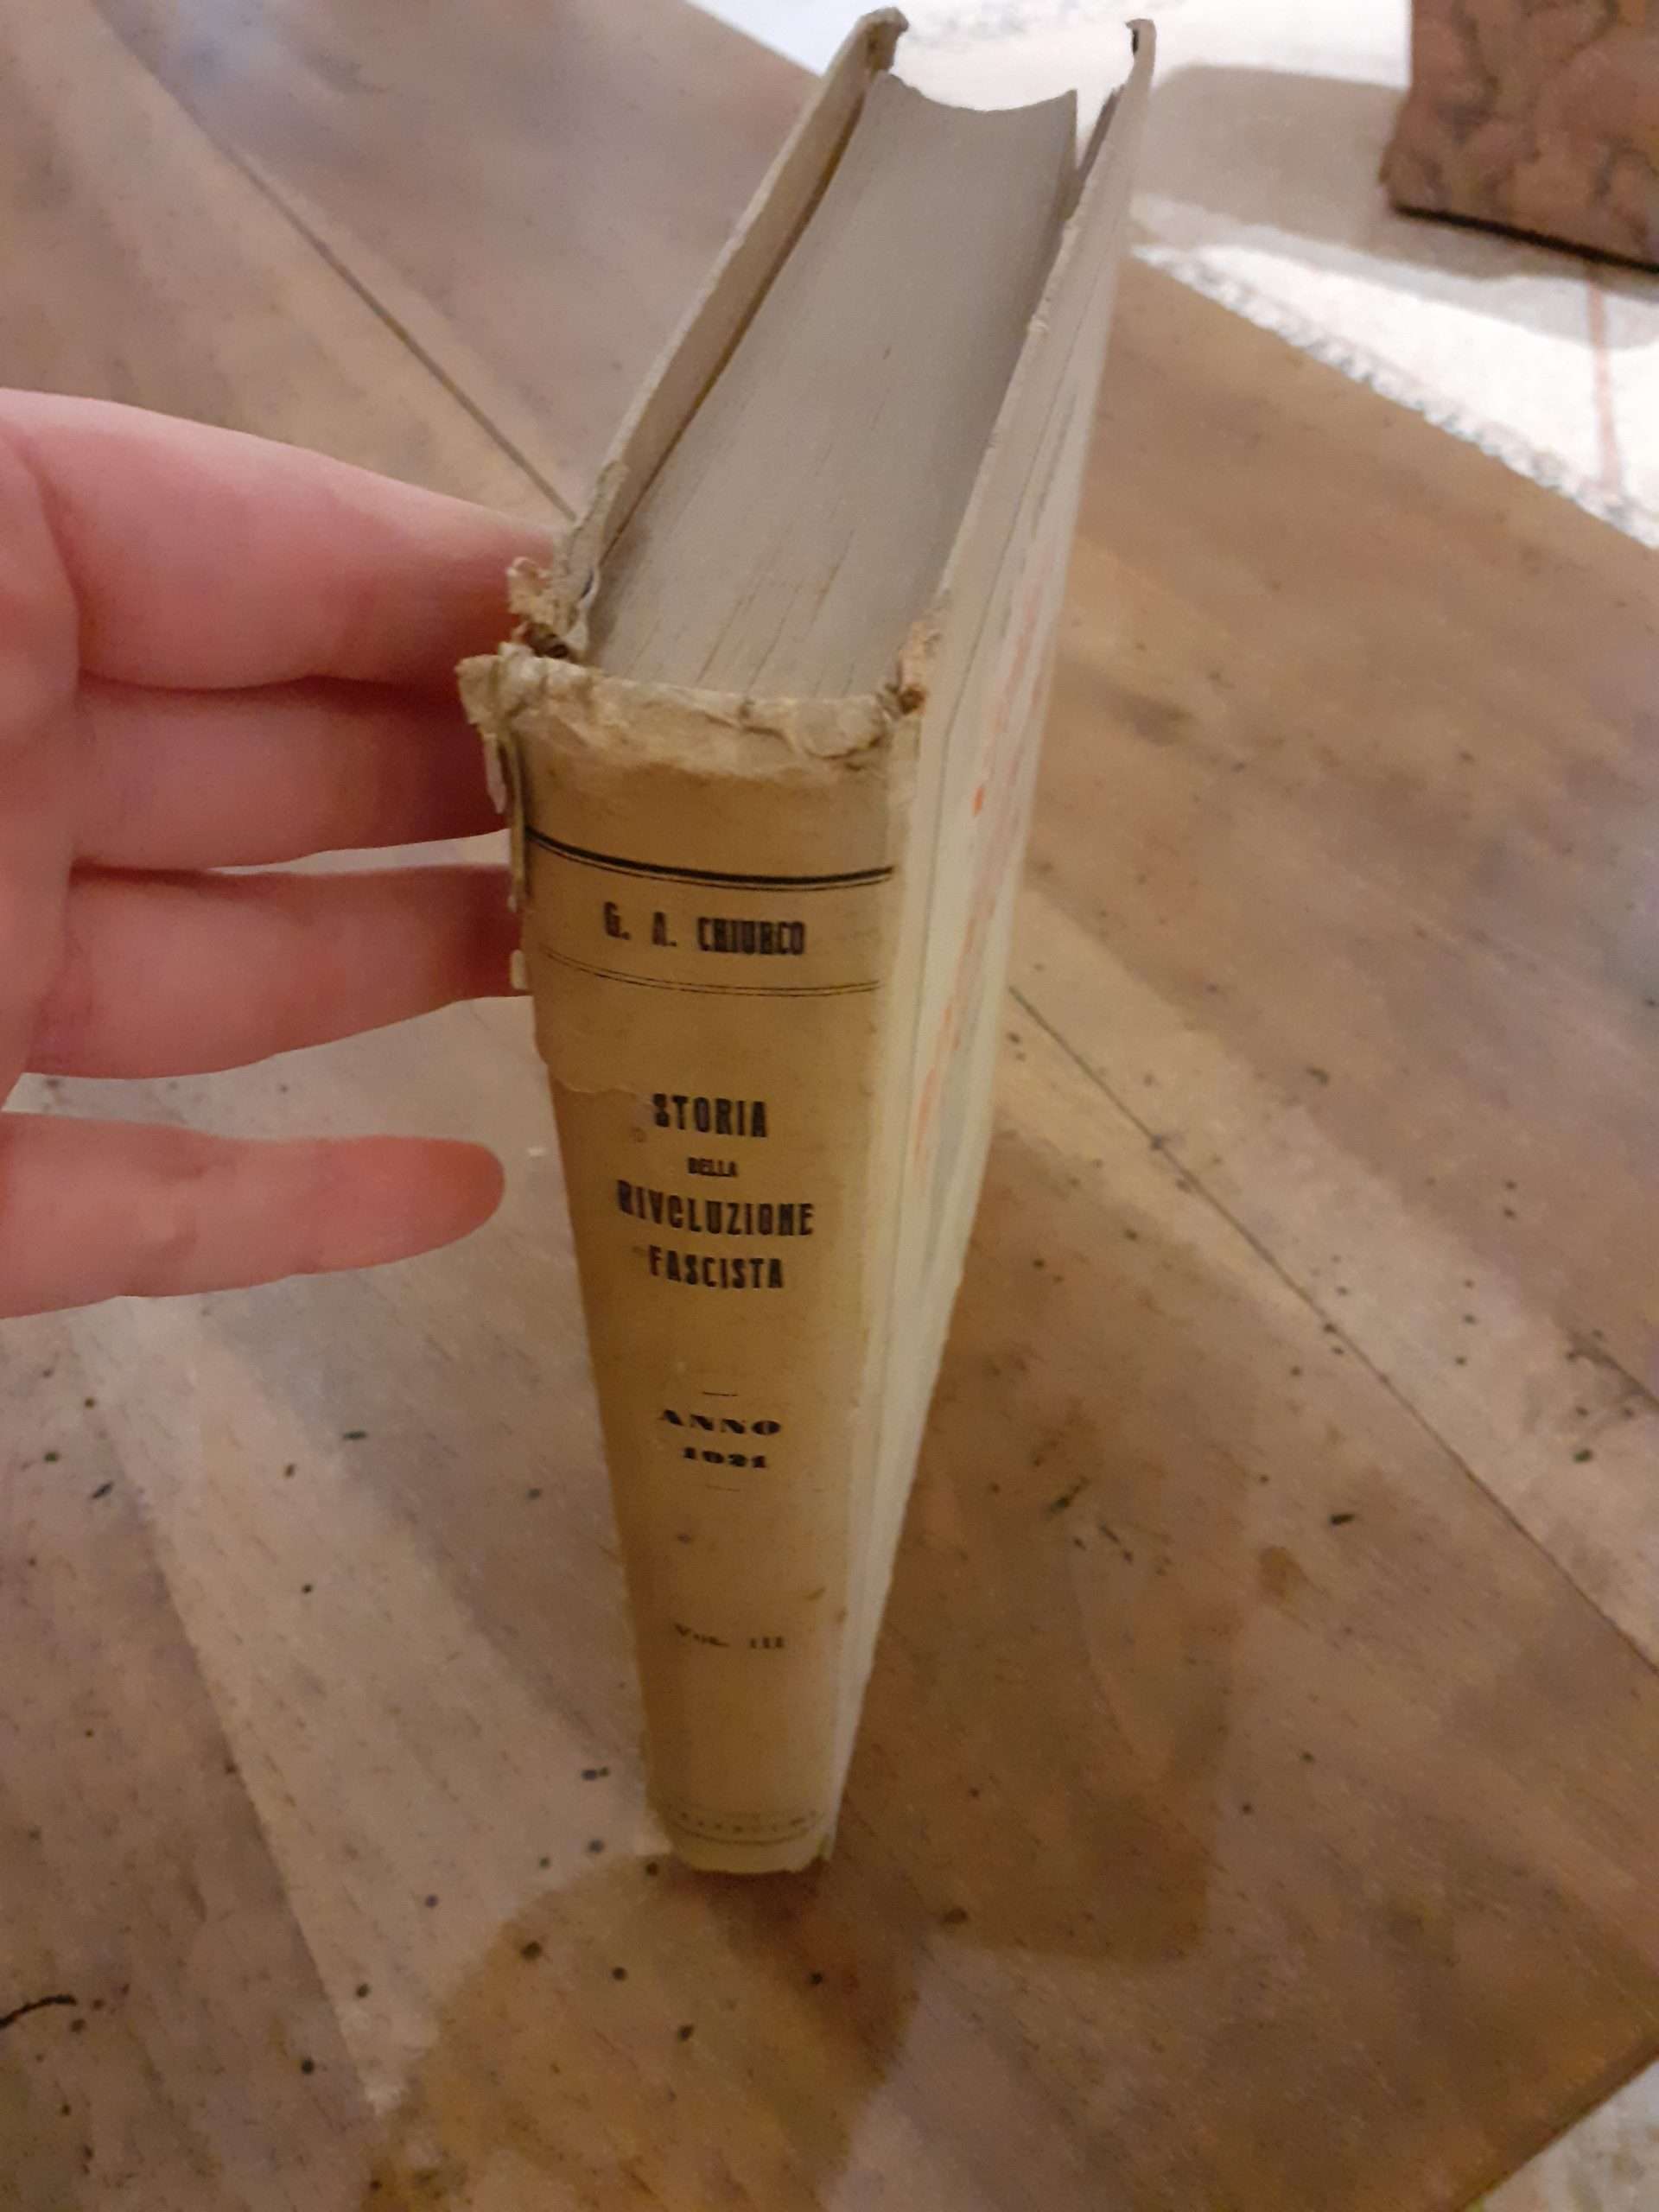 G. A. CHIURCO
STORIA
DELLA
RIVOLUZIONE
FASCISTA
ANNO
1921
VOL. III